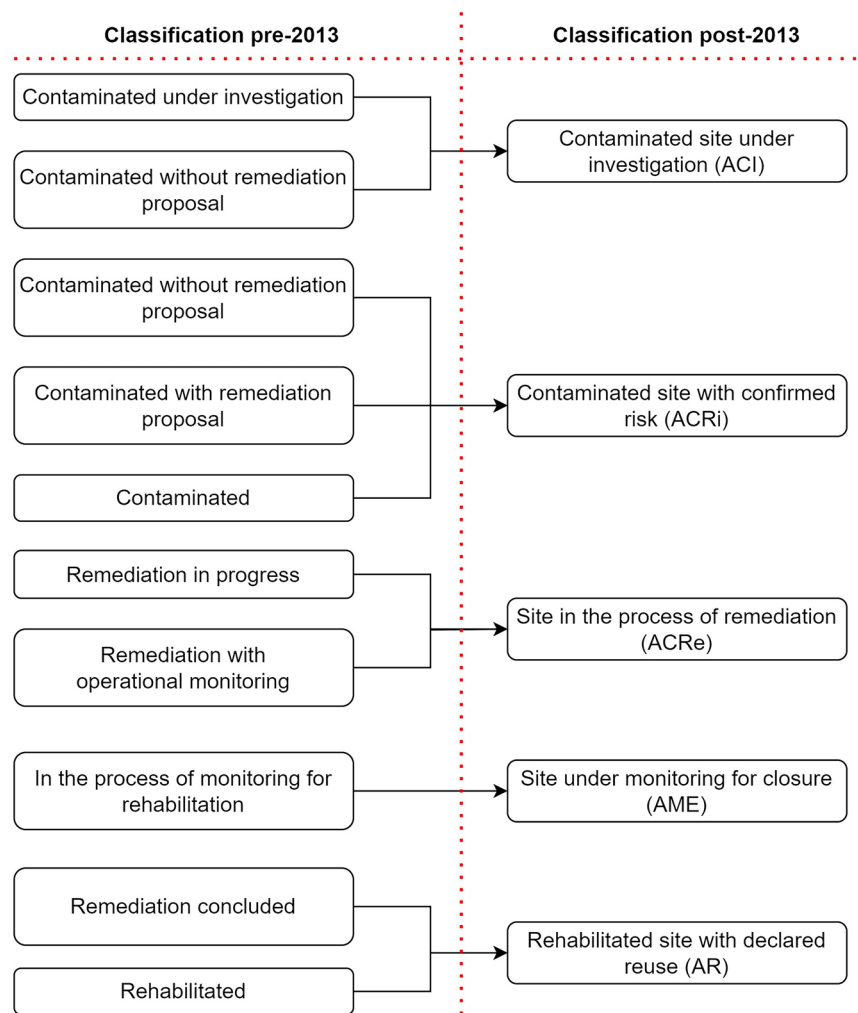 Classification pre-2013
Classification post-2013
Contaminated under investigation
Contaminated without remediation
proposal
Contaminated site under
investigation (ACI)
Contaminated without remediation
proposal
Contaminated with remediation
proposal
Contaminated
Contaminated site with confirmed
risk (ACRi)
Remediation in progress
Remediation with
operational monitoring
Site in the process of remediation
(ACRe)
In the process of monitoring for
rehabilitation
Site under monitoring for closure
(AME)
Remediation concluded
Rehabilitated
Rehabilitated site with declared
reuse (AR)